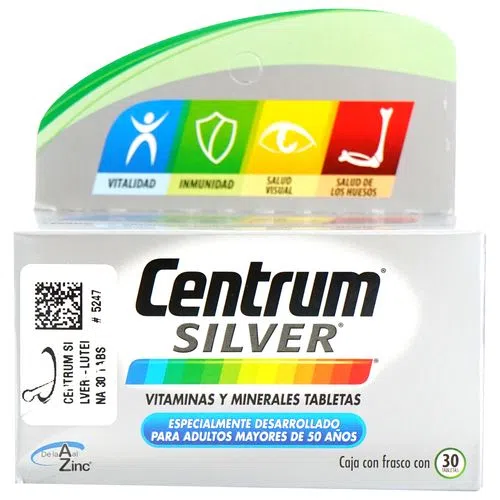 VITALIDAD
INMUNIDAD
SALUD
VISUAL
SALUD DE
LOS HUESOS
Centrum®
SILVER®
VITAMINAS Y MINERALES TABLETAS
ESPECIALMENTE DESARROLLADO
PARA ADULTOS MAYORES DE 50 AÑOS
# 5247
CENTRUM SI
LVER -LUTEI
NA 30 TABS
De la A al
Zinc®
Caja con frasco con 30
TABLETAS